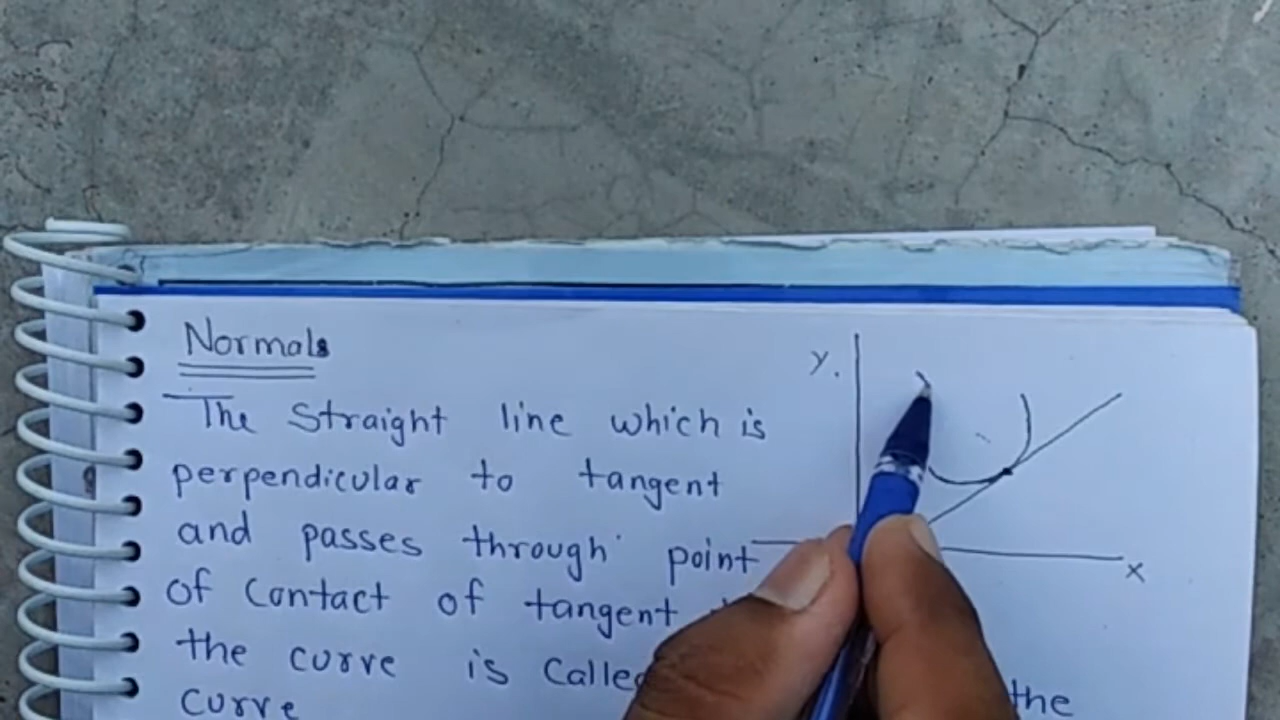 Normals
The Straight line which is
perpendicular to tangent
and passes through point
of Contact of tangent
the curve is Called the
curve
Y.
X